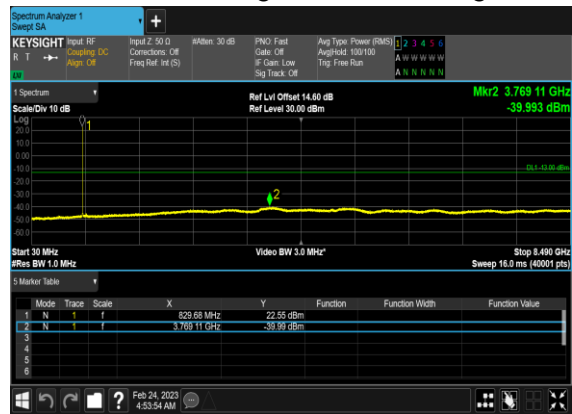 Spectrum Analyzer 1
Swept SA
KEYSIGHT Input: RF Input Z: 50 Ω #Atten: 30 dB PNO: Fast Avg Type: Power (RMS) 1 2 3 4 5 6
R T Coupling: DC Corrections: Off Gate: Off Avg|Hold: 100/100 A W W W W W
Align: Off Freq Ref: Int (S) IF Gain: Low Trig: Free Run
Sig Track: Off A N N N N N
1 Spectrum Ref Lvl Offset 14.60 dB Mkr2 3.769 11 GHz
Scale/Div 10 dB Ref Level 30.00 dBm -39.993 dBm
Log
20.0
10.0
0.00
-10.0
DL1 -13.00 dBm
-20.0
-30.0
-40.0
-50.0
-60.0
1
2
Start 30 MHz Video BW 3.0 MHz* Stop 8.490 GHz
#Res BW 1.0 MHz Sweep 16.0 ms (40001 pts)
5 Marker Table
Mode Trace Scale X Y Function Function Width Function Value
1 N 1 f 829.68 MHz 22.55 dBm
2 N 1 f 3.769 11 GHz -39.99 dBm
3
4
5
6
Feb 24, 2023
4:53:54 AM